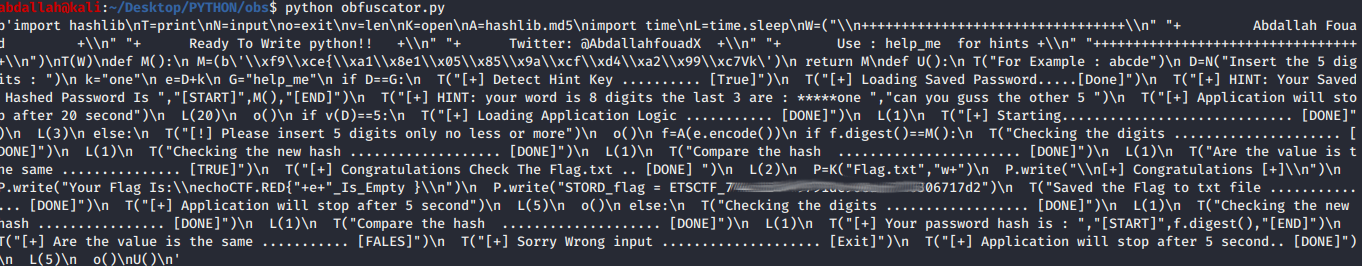 abdallah@kali:~/Desktop/PYTHON/obs$ python obfuscator.py
b'import hashlib\nT=print\nN=input\no=exit\nv=len\nK=open\nA=hashlib.md5\nimport time\nL=time.sleep\nW=("\\n++++++++++++++++++++++++++++++++++\\n" "+        Abdallah Foua
d         +\\n" "+     Ready To Write python!!   +\\n" "+      Twitter: @AbdallahfouadX  +\\n" "+      Use : help_me  for hints +\\n" "++++++++++++++++++++++++++++++++++
+\\n")\nT(W)\ndef M():\n M=(b\'\\xf9\\xce{\\xa1\\x8e1\\x05\\x85\\x9a\\xcf\\xd4\\xa2\\x99\\xc7Vk\')\n return M\ndef U():\n T("For Example : abcde")\n D=N("Insert the 5 dig
its : ")\n k="one"\n e=D+k\n G="help_me"\n if D==G:\n  T("[+] Detect Hint Key .......... [True]")\n  T("[+] Loading Saved Password.....[Done]")\n  T("[+] HINT: Your Saved
 Hashed Password Is ","[START]",M(),"[END]")\n  T("[+] HINT: your word is 8 digits the last 3 are : *****one ","can you guss the other 5 ")\n  T("[+] Application will sto
p after 20 second")\n  L(20)\n  o()\n if v(D)==5:\n  T("[+] Loading Application Logic ........... [DONE]")\n  L(1)\n  T("[+] Starting............................ [DONE]"
)\n  L(3)\n else:\n  T("[!] Please insert 5 digits only no less or more")\n  o()\n f=A(e.encode())\n if f.digest()==M():\n  T("Checking the digits ..................... [
DONE]")\n  L(1)\n  T("Checking the new hash ................... [DONE]")\n  L(1)\n  T("Compare the hash  ....................... [DONE]")\n  L(1)\n  T("Are the value is t
he same ............... [TRUE]")\n  T("[+] Congratulations Check The Flag.txt .. [DONE] ")\n  L(2)\n  P=K("Flag.txt","w+")\n  P.write("\\n[+] Congratulations [+]\\n")\n
P.write("Your Flag Is:\\nechoCTF.RED{"+e+"_Is_Empty }\\n")\n  P.write("STORD_flag = ETSCTF_7 306717d2")\n  T("Saved the Flag to txt file ...........
... [DONE]")\n  T("[+] Application will stop after 5 second")\n  L(5)\n  o()\n else:\n  T("Checking the digits .................. [DONE]")\n  L(1)\n  T("Checking the new
hash ................ [DONE]")\n  L(1)\n  T("Compare the hash  .................... [DONE]")\n  L(1)\n  T("[+] Your password hash is : ","[START]",f.digest(),"[END]")\n
T("[+] Are the value is the same ........... [FALES]")\n  T("[+] Sorry Wrong input .................. [Exit]")\n  T("[+] Application will stop after 5 second.. [DONE]")
\n  L(5)\n  o()\nU()\n'